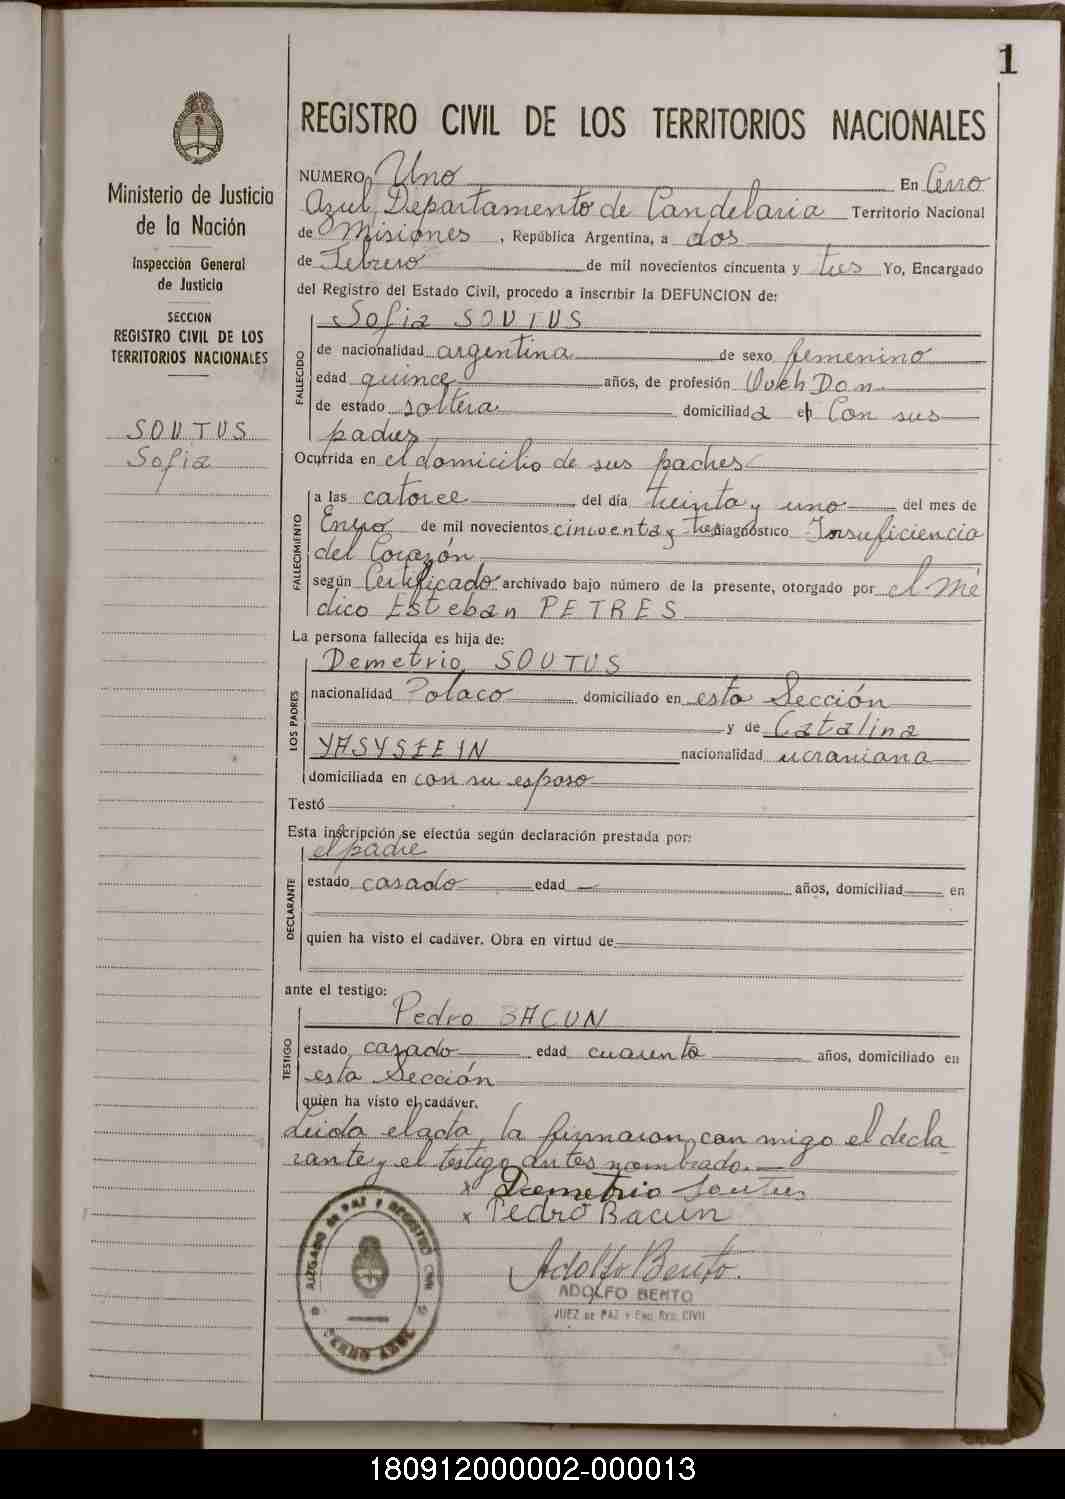 1
Ministerio de Justicia
de la Nación
Inspección General
de Justicia
SECCION
REGISTRO CIVIL DE LOS
TERRITORIOS NACIONALES
SOUTUS
Sofia
REGISTRO CIVIL DE LOS TERRITORIOS NACIONALES
NUMERO Uno En Cerro
Azul, Departamento de Candelaria Territorio Nacional
de Misiones, República Argentina, a dos
de Febrero de mil novecientos cincuenta y tres Yo, Encargado
del Registro del Estado Civil, procedo a inscribir la DEFUNCION de:
FALLECIDO
Sofia SOUTUS
de nacionalidad argentina de sexo femenino
edad quince años, de profesión
de estado soltera domiciliada en Con sus
padres
Ocurrida en el domicilio de sus padres
FALLECIMIENTO
a las catorce del día treinta y uno del mes de
Enero de mil novecientos cincuenta y tres diagnóstico Insuficiencia
del Corazón
según Certificado archivado bajo número de la presente, otorgado por el Mé
dico Esteban PETRES
La persona fallecida es hija de:
LOS PADRES
Demetrio SOUTUS
nacionalidad Polaco domiciliado en esta Sección
y de Catalina
nacionalidad ucraniana
domiciliada en con su esposo
Testó
Esta inscripción se efectúa según declaración prestada por:
DECLARANTE
el padre
estado casado edad — años, domiciliad en
quien ha visto el cadáver. Obra en virtud de
ante el testigo:
TESTIGO
Pedro BACUN
estado casado edad cuarenta años, domiciliado en
esta Sección
quien ha visto el cadáver.
Leida el acta, la firmaron con migo el decla-
rante y el testigo antes nombrado.—
x Demetrio Soutus
x Pedro Bacun
Adolfo Bento.
ADOLFO BENTO
JUEZ DE PAZ Y ENC. REG. CIVIL
JUZGADO DE PAZ Y REGISTRO CIVIL
CERRO AZUL
180912000002-000013